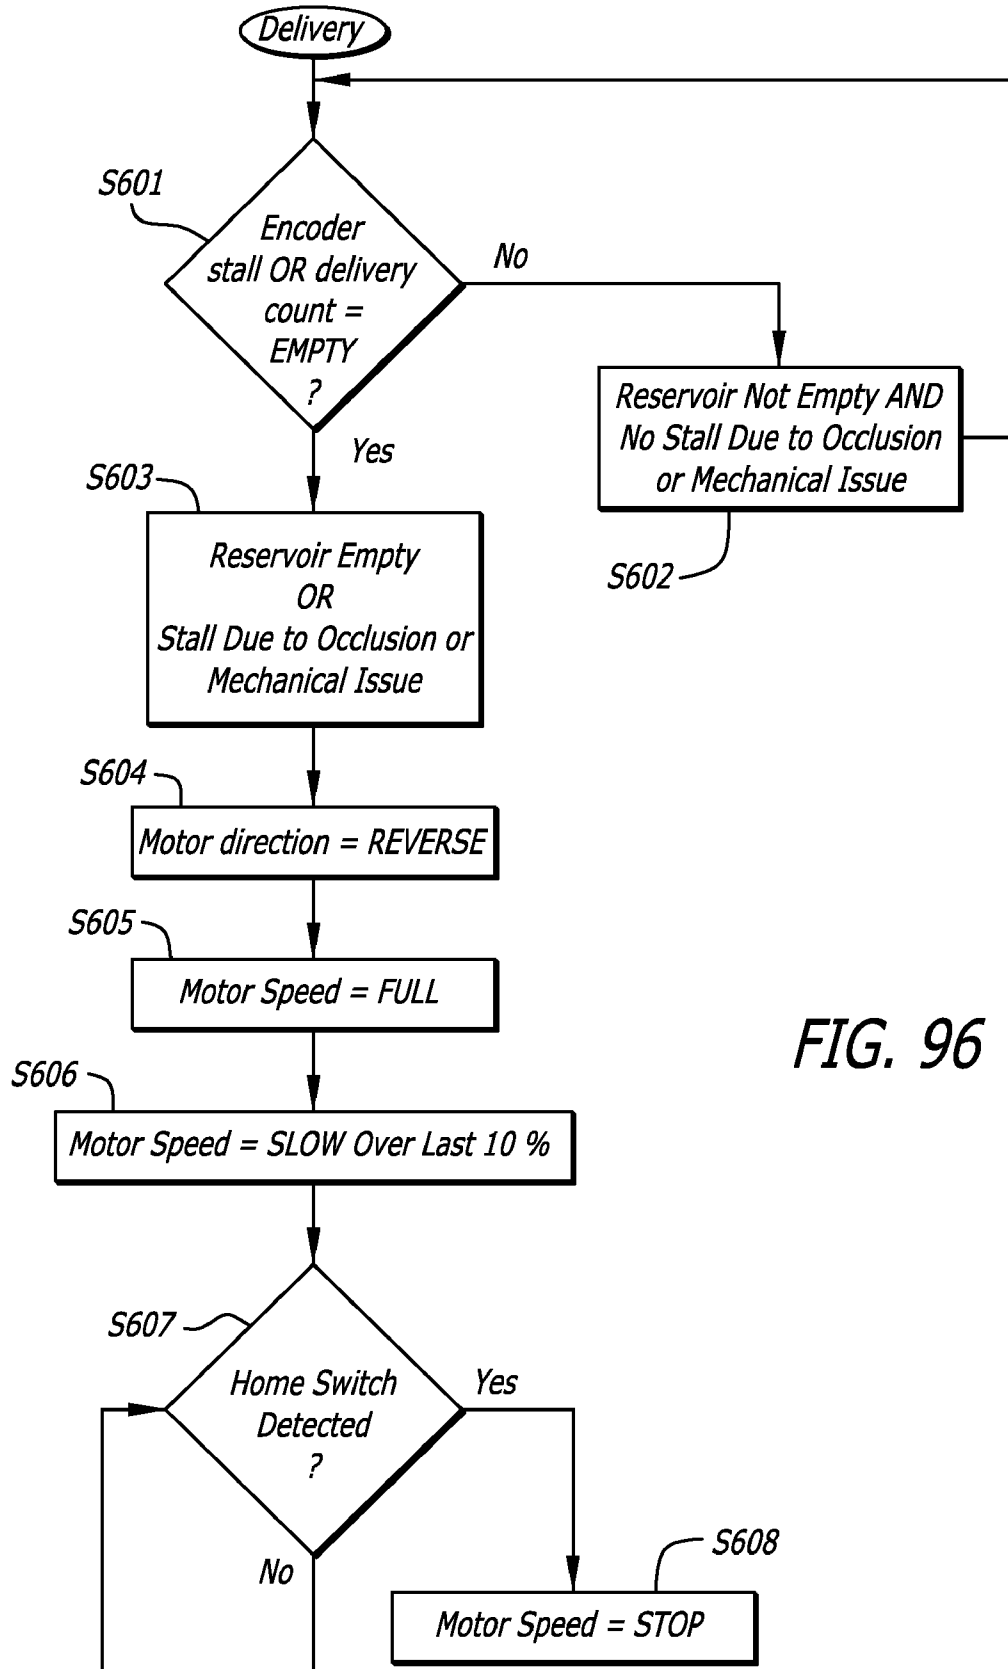 Delivery
S601
Encoder
stall OR delivery
count =
EMPTY
?
No
Yes
Reservoir Not Empty AND
No Stall Due to Occlusion
or Mechanical Issue
S602
S603
Reservoir Empty
OR
Stall Due to Occlusion or
Mechanical Issue
S604
Motor direction = REVERSE
S605
Motor Speed = FULL
FIG. 96
S606
Motor Speed = SLOW Over Last 10 %
S607
Home Switch
Detected
?
Yes
No
S608
Motor Speed = STOP